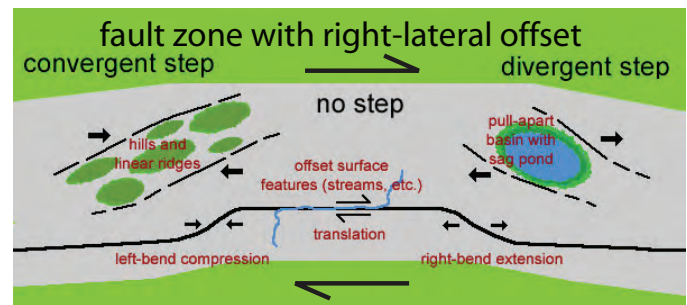 fault zone with right-lateral offset
convergent step
divergent step
no step
hills and
linear ridges
pull-apart
basin with
sag pond
offset surface
features (streams, etc.)
translation
left-bend compression
right-bend extension